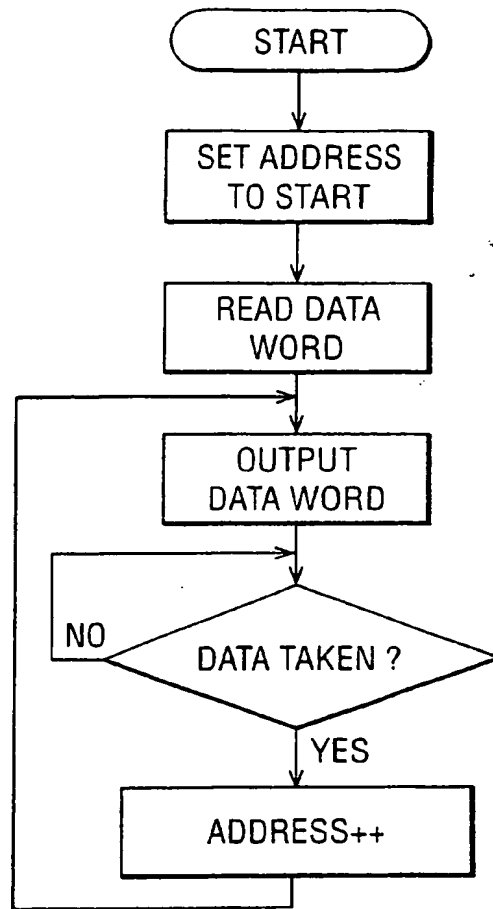 START
SET ADDRESS
TO START
READ DATA
WORD
OUTPUT
DATA WORD
NO
DATA TAKEN ?
YES
ADDRESS++